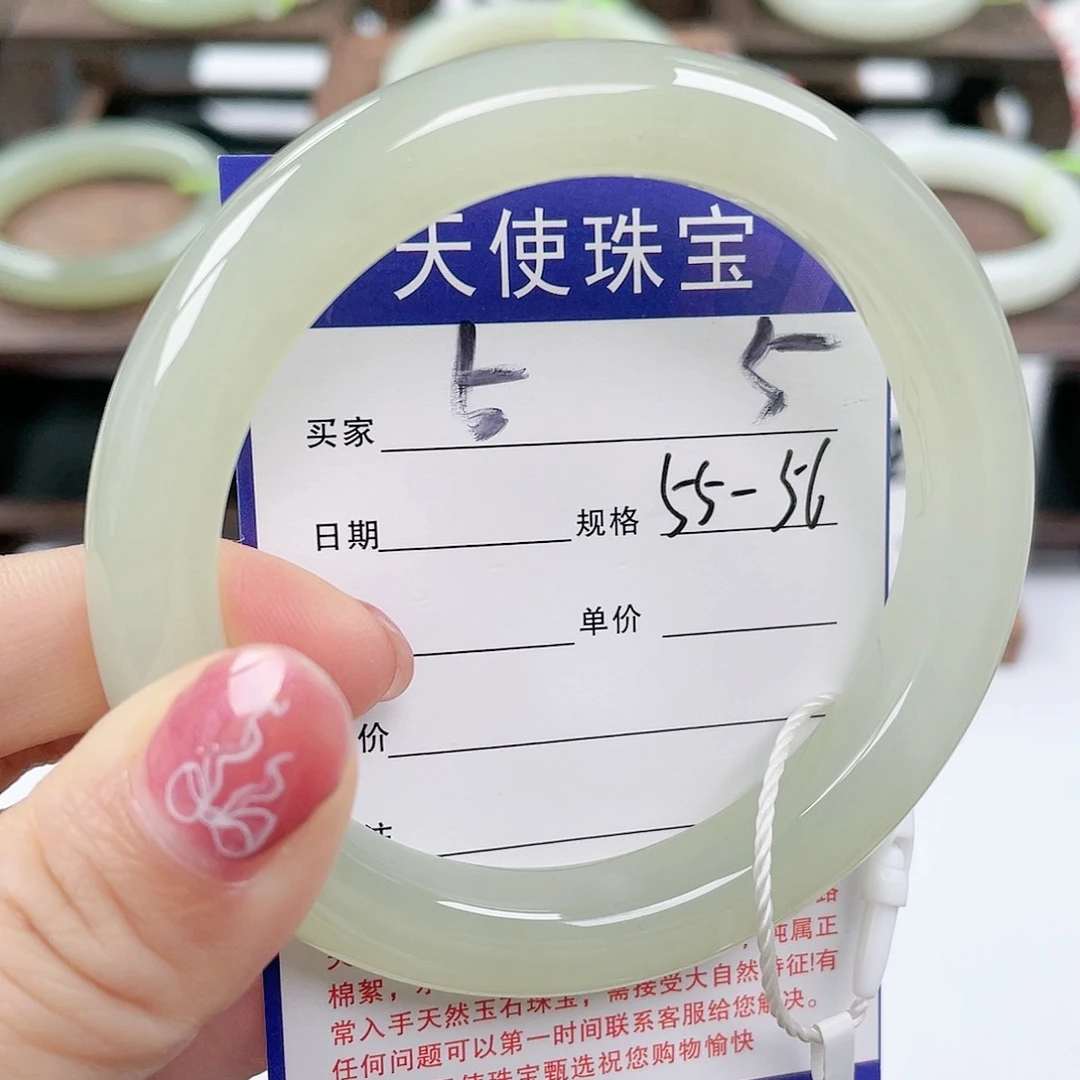 天使珠宝
5 5
买家
日期 规格 55-56
单价
价
路
,纯属正
棉絮,
常入手天然玉石珠宝,需接受大自然特征!有
任何问题可以第一时间联系客服给您解决。
使珠宝甄选祝您购物愉快